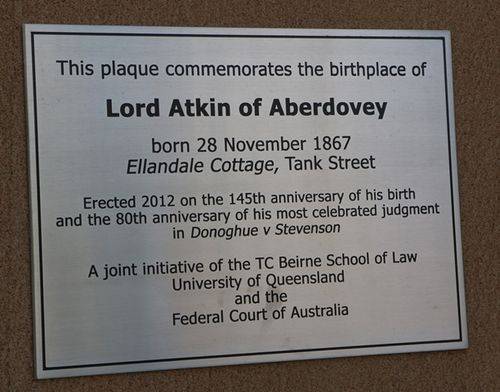 This plaque commemorates the birthplace of
Lord Atkin of Aberdovey
born 28 November 1867
Ellandale Cottage, Tank Street
Erected 2012 on the 145th anniversary of his birth
and the 80th anniversary of his most celebrated judgment
in Donoghue v Stevenson
A joint initiative of the TC Beirne School of Law
University of Queensland
and the
Federal Court of Australia